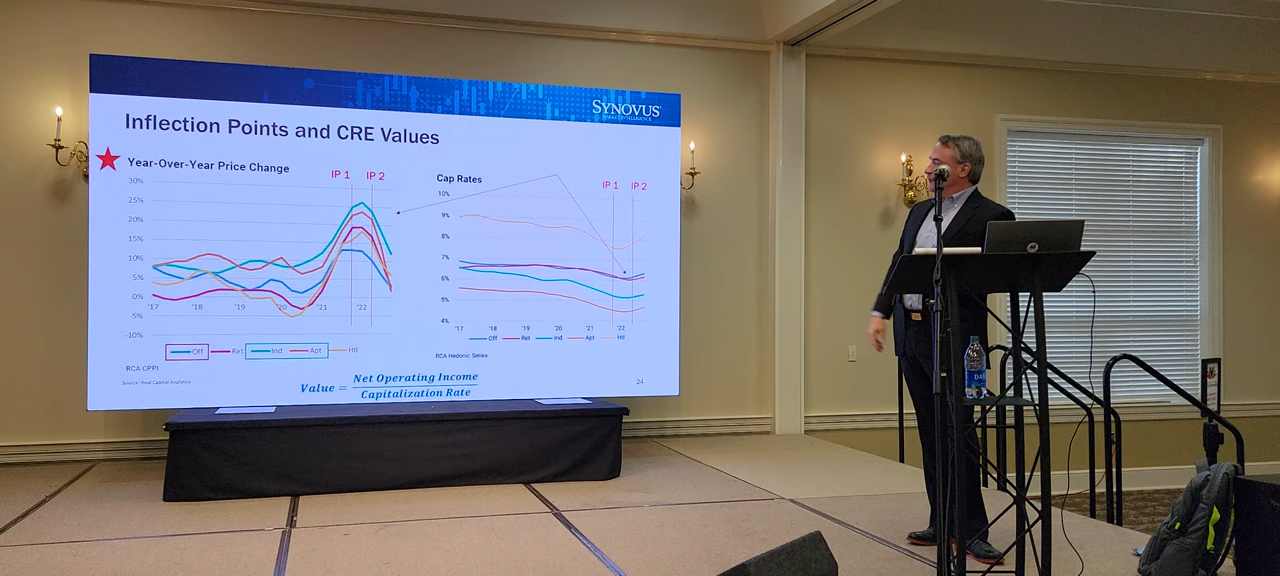 SYNOVUS
MARKET INTELLIGENCE
Inflection Points and CRE Values
Year-Over-Year Price Change
IP 1 IP 2
30%
25%
20%
15%
10%
5%
0%
-5%
-10%
'17 '18 '19 '20 '21 '22
Off Ret Ind Apt Htl
RCA CPPI
Source: Real Capital Analytics
Cap Rates
IP 1 IP 2
10%
9%
8%
7%
6%
5%
4%
'17 '18 '19 '20 '21 '22
Off Ret Ind Apt Htl
RCA Hedonic Series
Value = Net Operating Income
Capitalization Rate
24